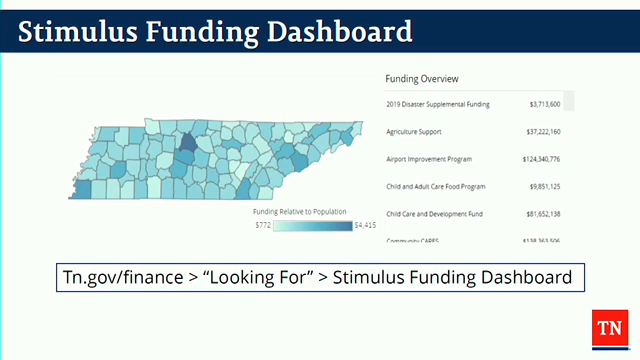 Stimulus Funding Dashboard
Funding Overview
2019 Disaster Supplemental Funding $3,713,600
Agriculture Support $37,222,160
Airport Improvement Program $124,340,776
Child and Adult Care Food Program $9,851,125
Child Care and Development Fund $81,652,138
Community CARES
Funding Relative to Population
$772 $4,415
Tn.gov/finance > “Looking For” > Stimulus Funding Dashboard
TN